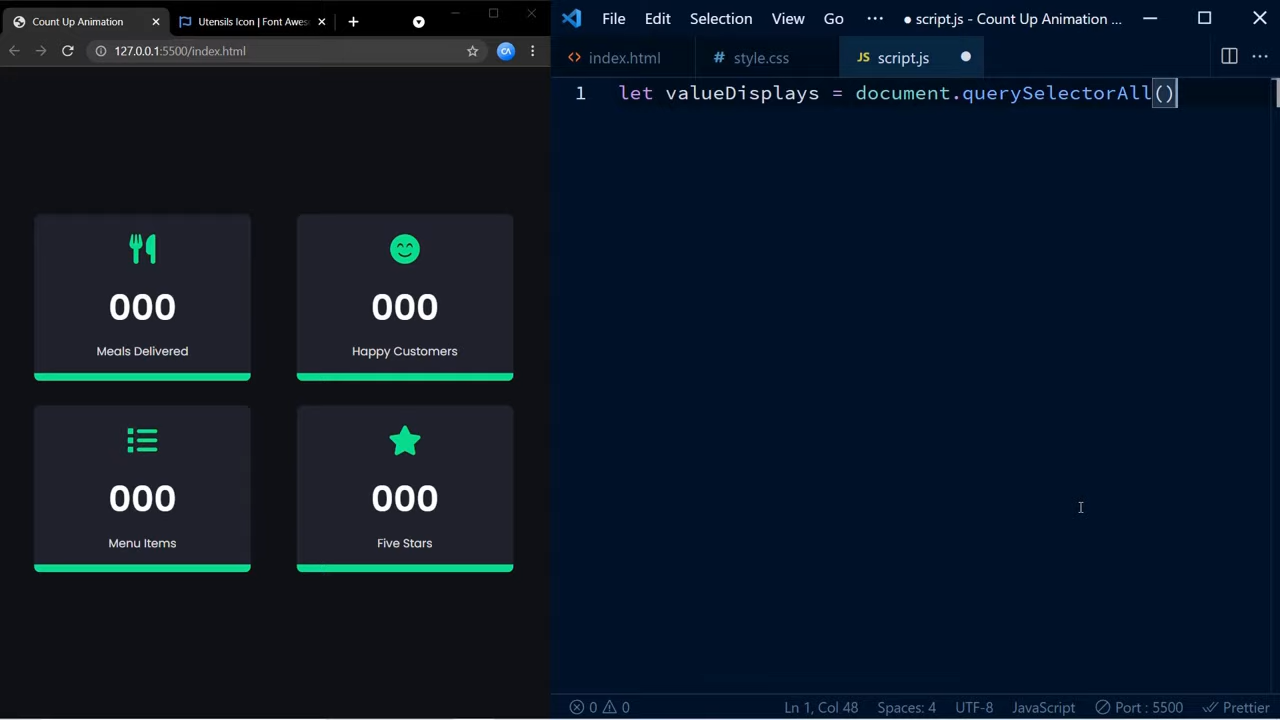 Count Up Animation
Utensils Icon | Font Awes
127.0.0.1:5500/index.html
CA
000
Meals Delivered
000
Happy Customers
000
Menu Items
000
Five Stars
File Edit Selection View Go ··· ● script.js - Count Up Animation ...
<> index.html
# style.css
JS script.js
1 let valueDisplays = document.querySelectorAll()
0 0 Ln 1, Col 48 Spaces: 4 UTF-8 JavaScript Port : 5500 Prettier